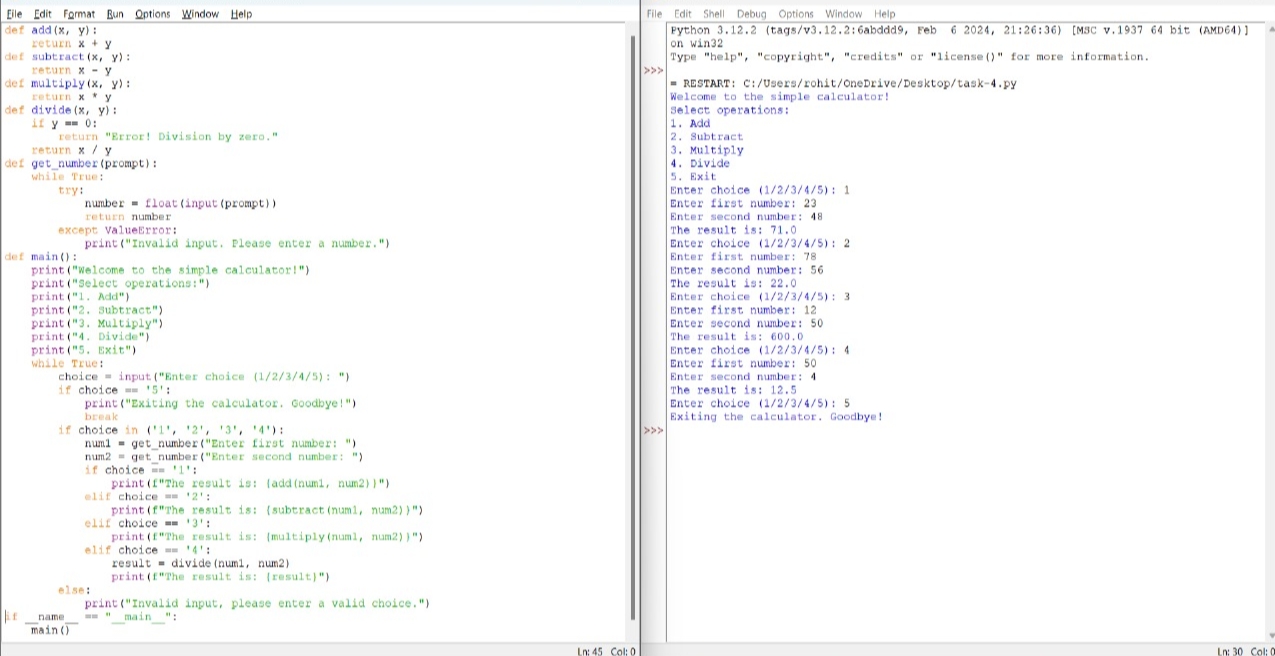 File Edit Format Run Options Window Help
def add(x, y):
    return x + y
def subtract(x, y):
    return x - y
def multiply(x, y):
    return x * y
def divide(x, y):
    if y == 0:
        return "Error! Division by zero."
    return x / y
def get_number(prompt):
    while True:
        try:
            number = float(input(prompt))
            return number
        except ValueError:
            print("Invalid input. Please enter a number.")
def main():
    print("Welcome to the simple calculator!")
    print("Select operations:")
    print("1. Add")
    print("2. Subtract")
    print("3. Multiply")
    print("4. Divide")
    print("5. Exit")
    while True:
        choice = input("Enter choice (1/2/3/4/5): ")
        if choice == '5':
            print("Exiting the calculator. Goodbye!")
            break
        if choice in ('1', '2', '3', '4'):
            num1 = get_number("Enter first number: ")
            num2 = get_number("Enter second number: ")
            if choice == '1':
                print(f"The result is: {add(num1, num2)}")
            elif choice == '2':
                print(f"The result is: {subtract(num1, num2)}")
            elif choice == '3':
                print(f"The result is: {multiply(num1, num2)}")
            elif choice == '4':
                result = divide(num1, num2)
                print(f"The result is: {result}")
        else:
            print("Invalid input, please enter a valid choice.")
if __name__ == "__main__":
    main()
Ln: 45 Col: 0
File Edit Shell Debug Options Window Help
Python 3.12.2 (tags/v3.12.2:6abddd9, Feb  6 2024, 21:26:36) [MSC v.1937 64 bit (AMD64)]
on win32
Type "help", "copyright", "credits" or "license()" for more information.
>>>
= RESTART: C:/Users/rohit/OneDrive/Desktop/task-4.py
Welcome to the simple calculator!
Select operations:
1. Add
2. Subtract
3. Multiply
4. Divide
5. Exit
Enter choice (1/2/3/4/5): 1
Enter first number: 23
Enter second number: 48
The result is: 71.0
Enter choice (1/2/3/4/5): 2
Enter first number: 78
Enter second number: 56
The result is: 22.0
Enter choice (1/2/3/4/5): 3
Enter first number: 12
Enter second number: 50
The result is: 600.0
Enter choice (1/2/3/4/5): 4
Enter first number: 50
Enter second number: 4
The result is: 12.5
Enter choice (1/2/3/4/5): 5
Exiting the calculator. Goodbye!
>>>
Ln: 30 Col: 0